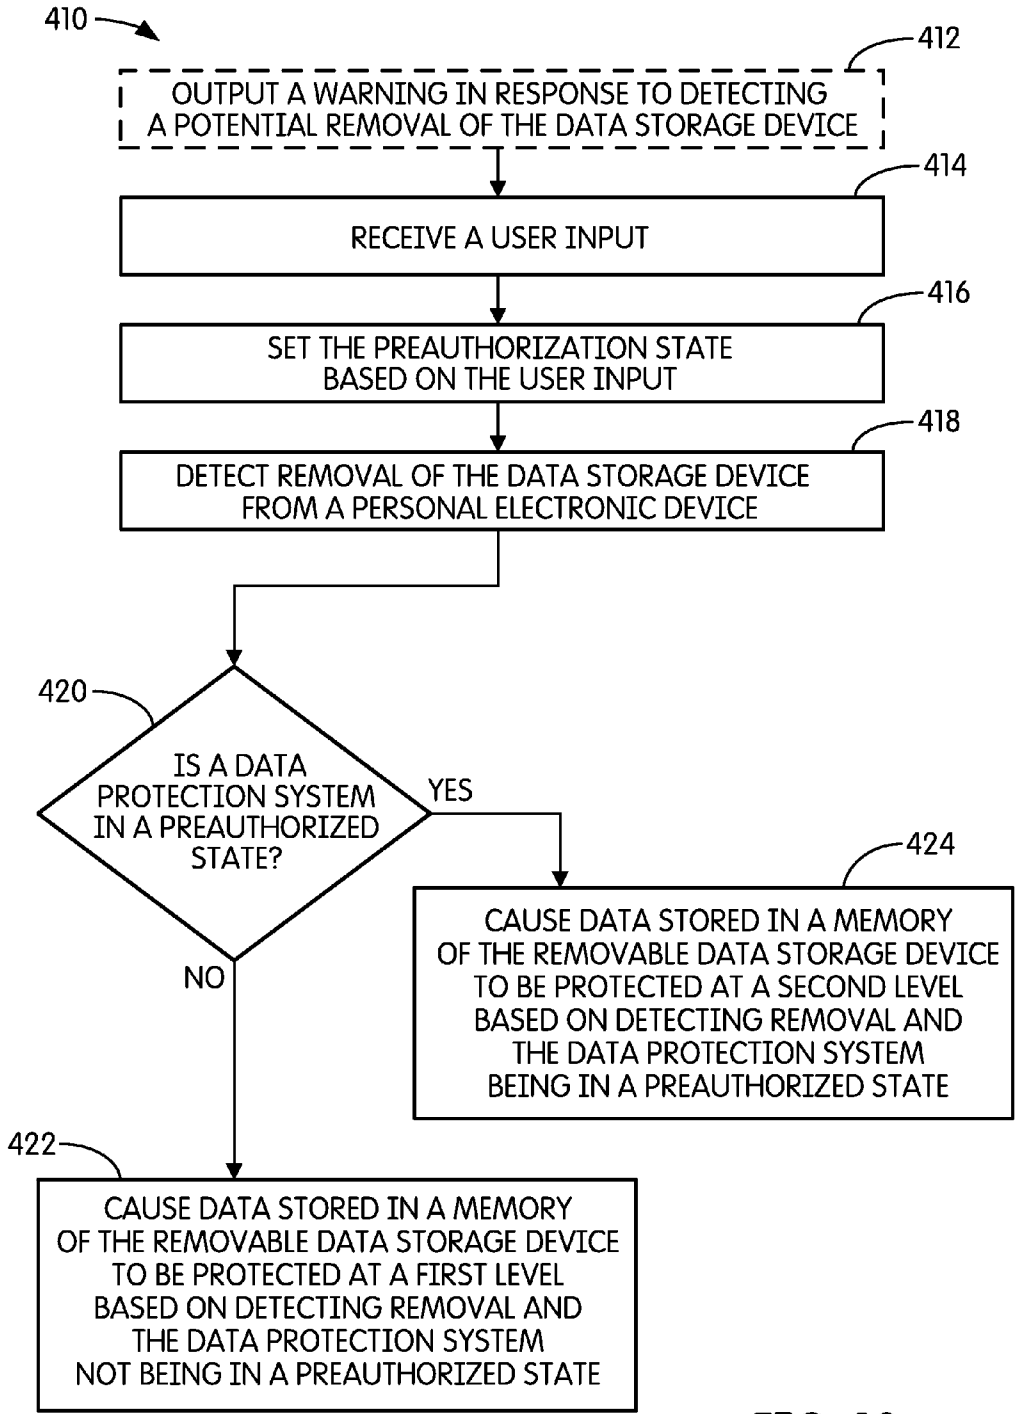 410
412
OUTPUT A WARNING IN RESPONSE TO DETECTING
A POTENTIAL REMOVAL OF THE DATA STORAGE DEVICE
414
RECEIVE A USER INPUT
416
SET THE PREAUTHORIZATION STATE
BASED ON THE USER INPUT
418
DETECT REMOVAL OF THE DATA STORAGE DEVICE
FROM A PERSONAL ELECTRONIC DEVICE
420
IS A DATA
PROTECTION SYSTEM
IN A PREAUTHORIZED
STATE?
YES
424
CAUSE DATA STORED IN A MEMORY
OF THE REMOVABLE DATA STORAGE DEVICE
TO BE PROTECTED AT A SECOND LEVEL
BASED ON DETECTING REMOVAL AND
THE DATA PROTECTION SYSTEM
BEING IN A PREAUTHORIZED STATE
NO
422
CAUSE DATA STORED IN A MEMORY
OF THE REMOVABLE DATA STORAGE DEVICE
TO BE PROTECTED AT A FIRST LEVEL
BASED ON DETECTING REMOVAL AND
THE DATA PROTECTION SYSTEM
NOT BEING IN A PREAUTHORIZED STATE